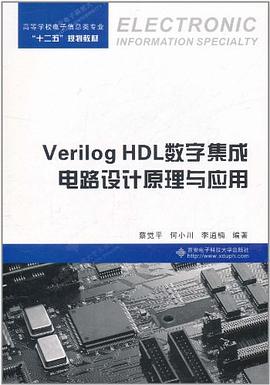 高等学校电子信息类专业
“十二五”规划教材
ELECTRONIC
INFORMATION SPECIALTY
Verilog HDL数字集成
电路设计原理与应用
蔡觉平 何小川 李逍楠 编著
西安电子科技大学出版社
http://www.xduph.com